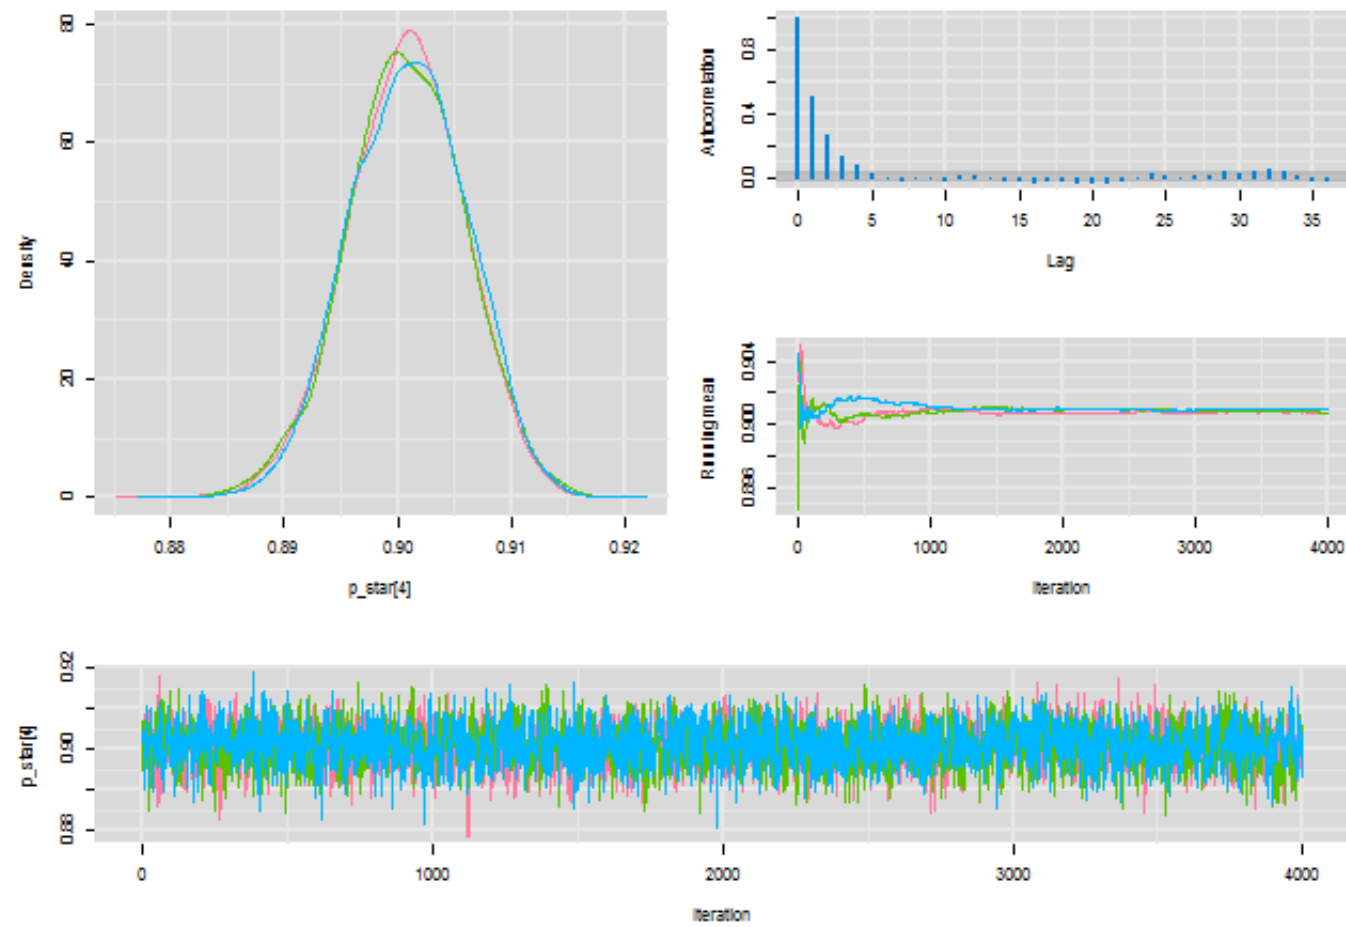 Density
0 20 40 60 80
0.88 0.89 0.90 0.91 0.92
p_star[4]
Autocorrelation
0.0 0.4 0.8
0 5 10 15 20 25 30 35
Lag
Running mean
0.896 0.900 0.904
0 1000 2000 3000 4000
Iteration
p_star[4]
0.88 0.90 0.92
0 1000 2000 3000 4000
Iteration